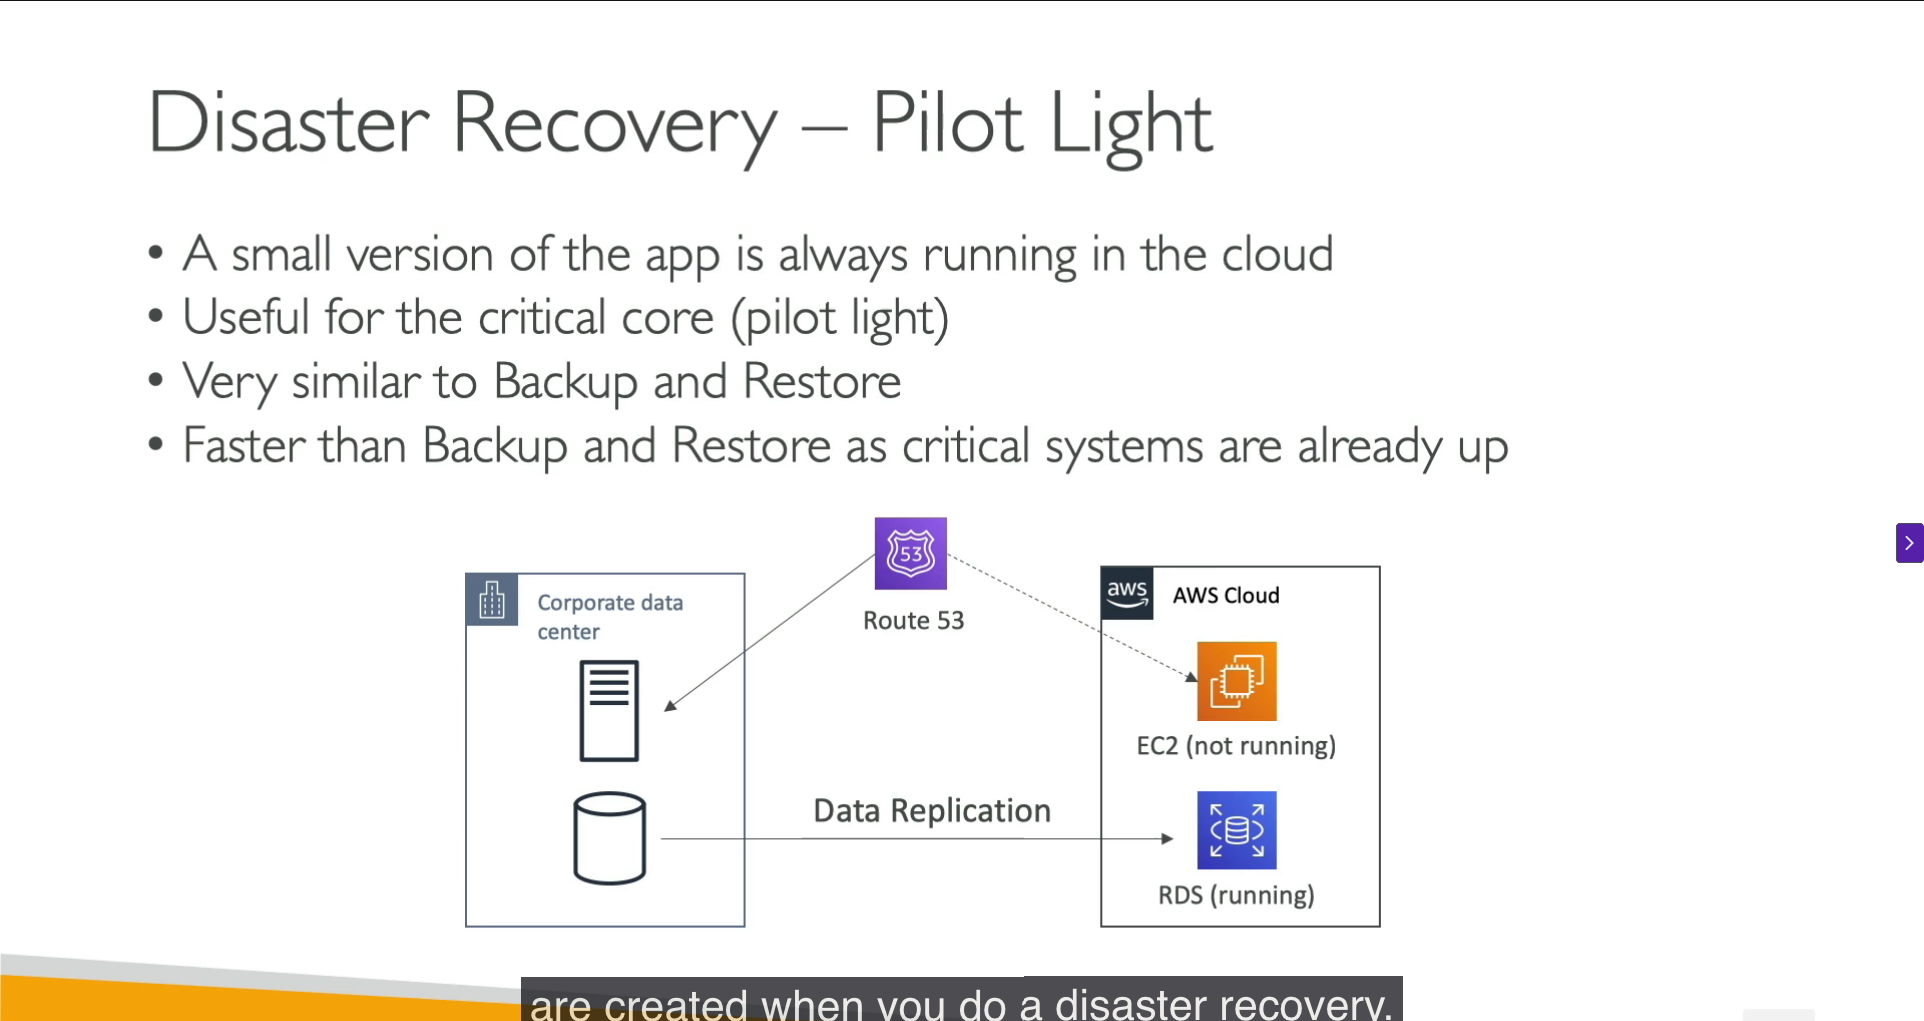 Disaster Recovery – Pilot Light
• A small version of the app is always running in the cloud
• Useful for the critical core (pilot light)
• Very similar to Backup and Restore
• Faster than Backup and Restore as critical systems are already up
53
Route 53
Corporate data
center
aws
AWS Cloud
EC2 (not running)
Data Replication
RDS (running)
are created when you do a disaster recovery.